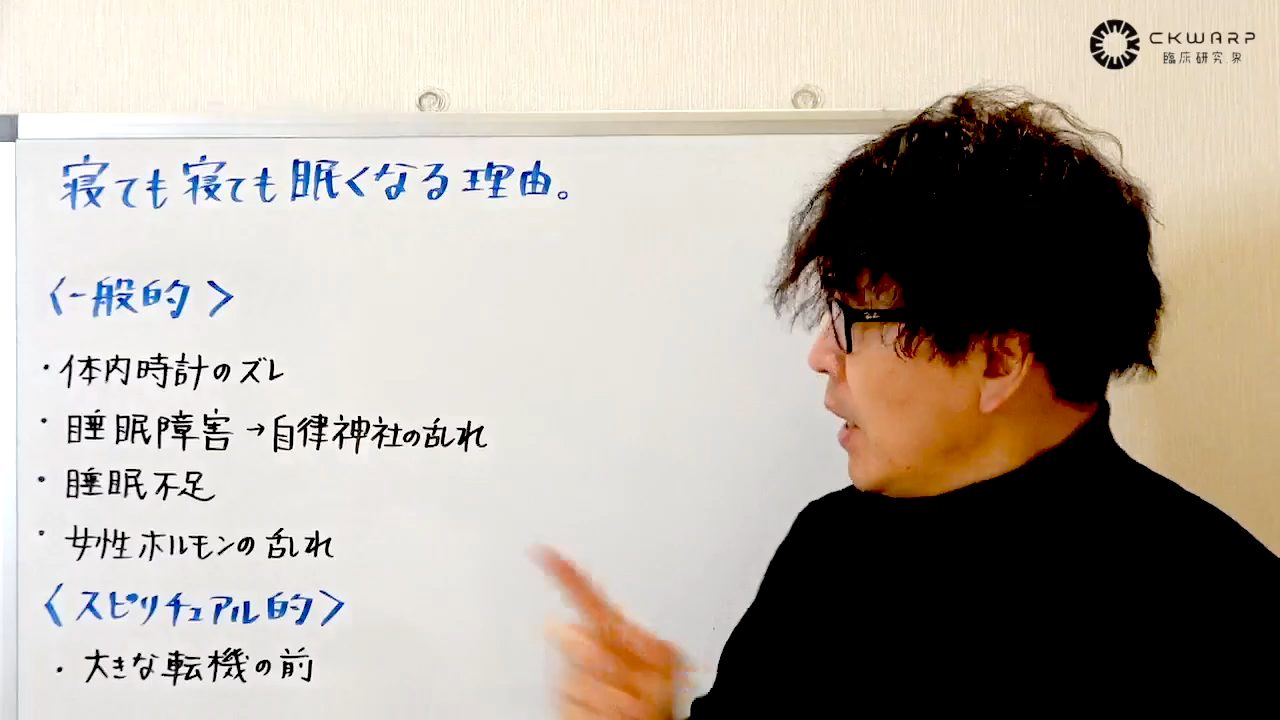 CKWARP
臨床研究.界
寝ても寝ても眠くなる理由。
〈一般的〉
・体内時計のズレ
・睡眠障害→自律神社の乱れ
・睡眠不足
・女性ホルモンの乱れ
〈スピリチュアル的〉
・大きな転機の前